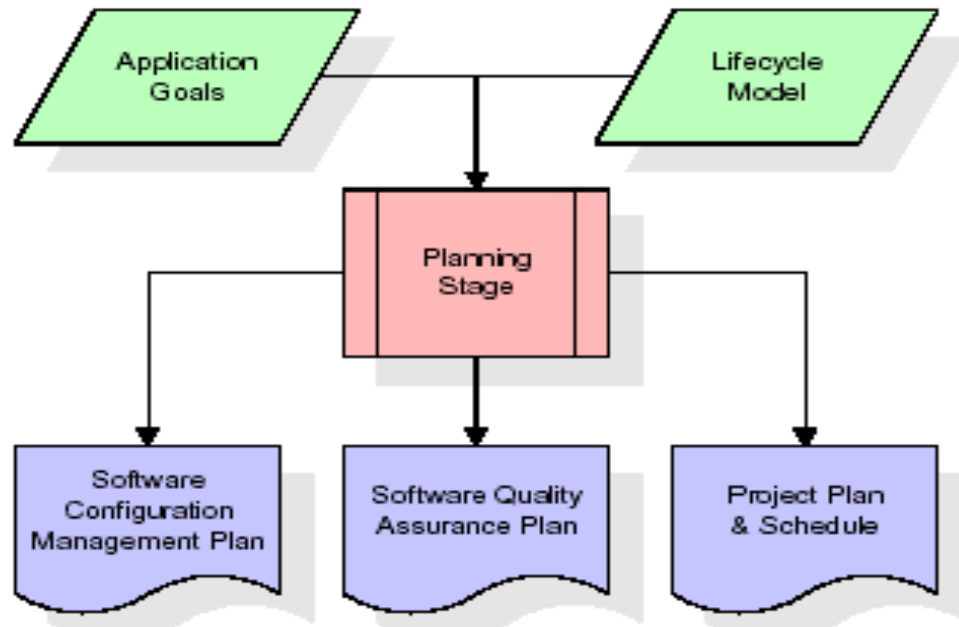 Application
Goals
Lifecycle
Model
Planning
Stage
Software
Configuration
Management Plan
Software Quality
Assurance Plan
Project Plan
& Schedule